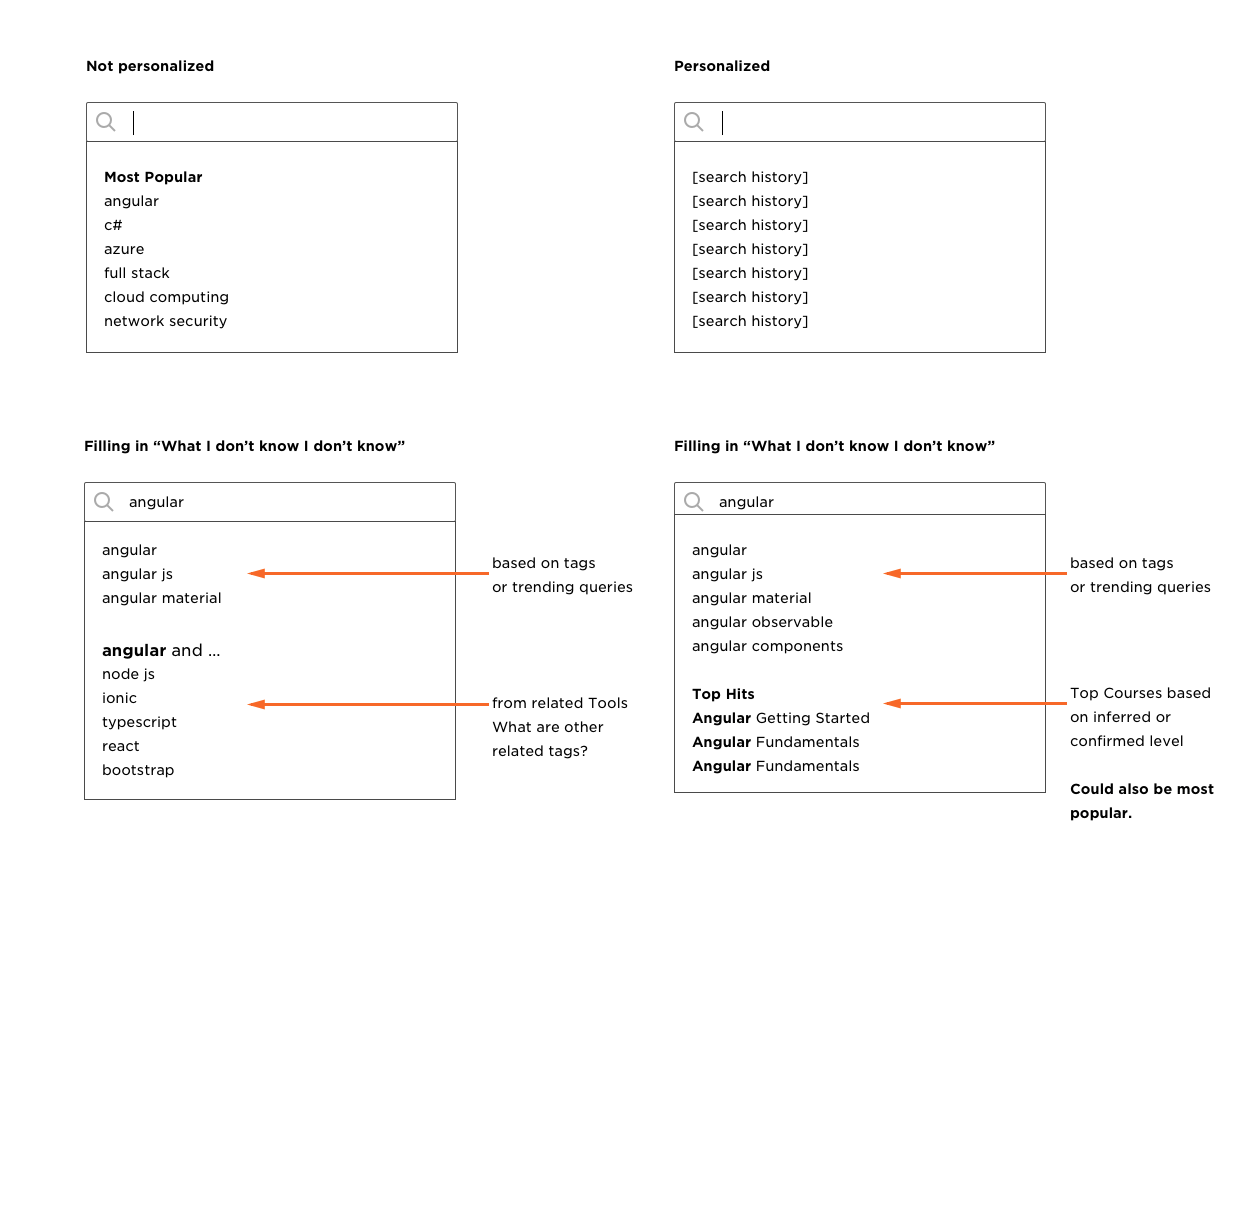 Not personalized
Most Popular
angular
c#
azure
full stack
cloud computing
network security
Personalized
[search history]
[search history]
[search history]
[search history]
[search history]
[search history]
[search history]
Filling in “What I don’t know I don’t know”
angular
angular
angular js
angular material
angular and ...
node js
ionic
typescript
react
bootstrap
based on tags
or trending queries
from related Tools
What are other
related tags?
Filling in “What I don’t know I don’t know”
angular
angular
angular js
angular material
angular observable
angular components
Top Hits
Angular Getting Started
Angular Fundamentals
Angular Fundamentals
based on tags
or trending queries
Top Courses based
on inferred or
confirmed level
Could also be most
popular.